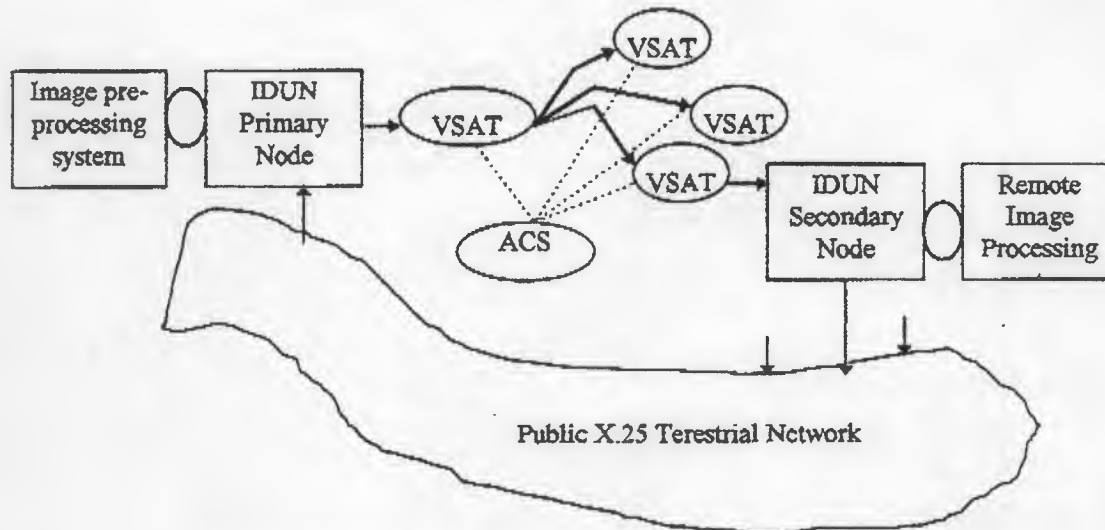 Image pre-
processing
system
IDUN
Primary
Node
VSAT
VSAT
VSAT
VSAT
ACS
IDUN
Secondary
Node
Remote
Image
Processing
Public X.25 Terestrial Network